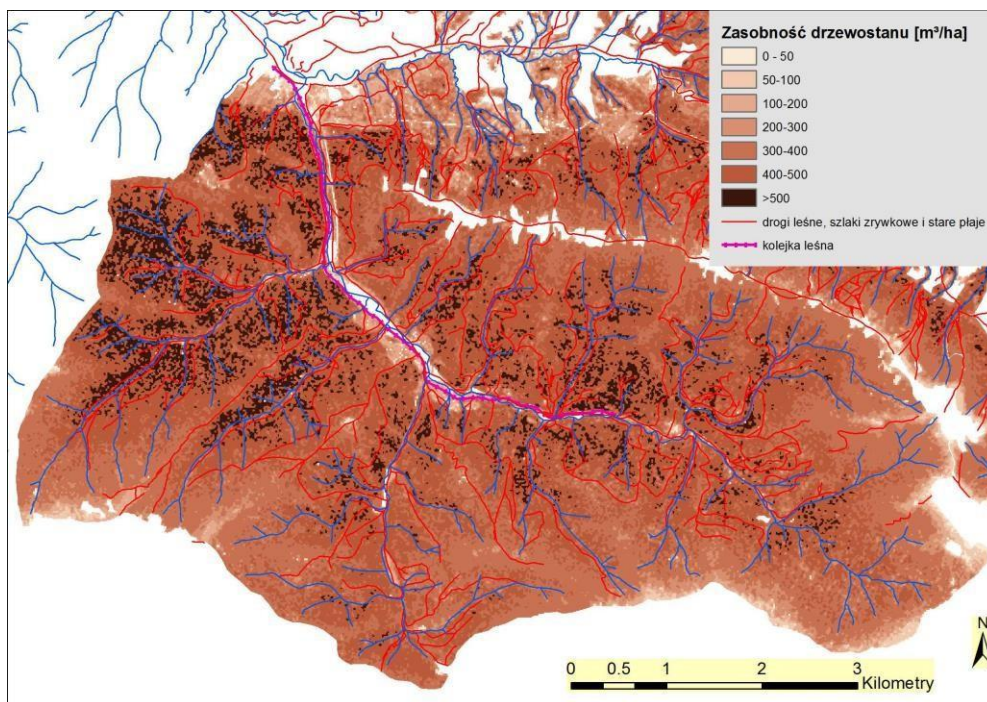 Zasobność drzewostanu [m³/ha]
0 - 50
50-100
100-200
200-300
300-400
400-500
>500
drogi leśne, szlaki zrywkowe i stare płaje
kolejka leśna
N
0 0.5 1 2 3
Kilometry